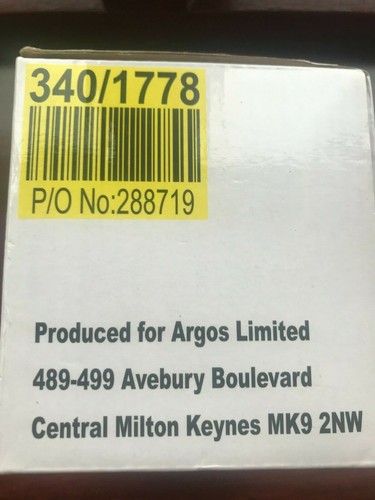 340/1778
P/O No:288719
Produced for Argos Limited
489-499 Avebury Boulevard
Central Milton Keynes MK9 2NW